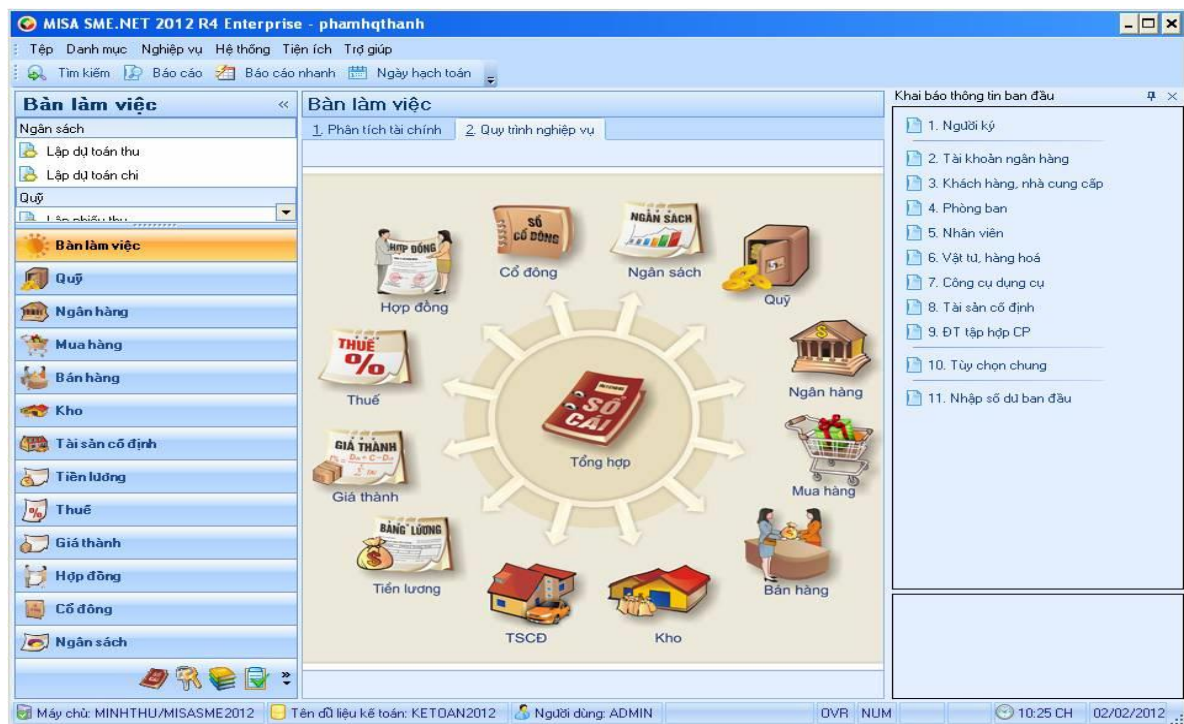 MISA SME.NET 2012 R4 Enterprise - phamhqthanh
Tệp Danh mục Nghiệp vụ Hệ thống Tiện ích Trợ giúp
Tìm kiếm Báo cáo Báo cáo nhanh Ngày hạch toán
Bàn làm việc «
Ngân sách
Lập dự toán thu
Lập dự toán chi
Quỹ
Lập phiếu thu
Bàn làm việc
Quỹ
Ngân hàng
Mua hàng
Bán hàng
Kho
Tài sản cố định
Tiền lương
Thuế
Giá thành
Hợp đồng
Cổ đông
Ngân sách
Bàn làm việc
1. Phân tích tài chính 2. Quy trình nghiệp vụ
HỢP ĐỒNG
Hợp đồng
SỔ
CỔ ĐÔNG
Cổ đông
NGÂN SÁCH
Ngân sách
Quỹ
THUẾ
%
Thuế
Ngân hàng
SỔ
CÁI
Tổng hợp
GIÁ THÀNH
Giá thành
Mua hàng
BẢNG LƯƠNG
Tiền lương
TSCĐ
Kho
Bán hàng
Khai báo thông tin ban đầu
1. Người ký
2. Tài khoản ngân hàng
3. Khách hàng, nhà cung cấp
4. Phòng ban
5. Nhân viên
6. Vật tư, hàng hoá
7. Công cụ dụng cụ
8. Tài sản cố định
9. ĐT tập hợp CP
10. Tùy chọn chung
11. Nhập số dư ban đầu
Máy chủ: MINHTHU/MISASME2012 Tên dữ liệu kế toán: KETOAN2012 Người dùng: ADMIN OVR NUM 10:25 CH 02/02/2012